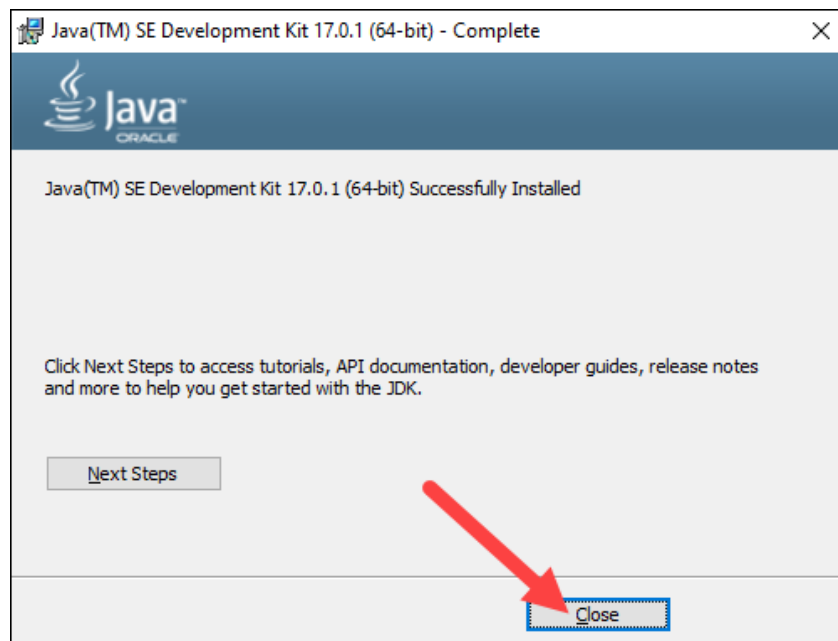 Java(TM) SE Development Kit 17.0.1 (64-bit) - Complete
Java™
ORACLE
Java(TM) SE Development Kit 17.0.1 (64-bit) Successfully Installed
Click Next Steps to access tutorials, API documentation, developer guides, release notes
and more to help you get started with the JDK.
Next Steps
Close